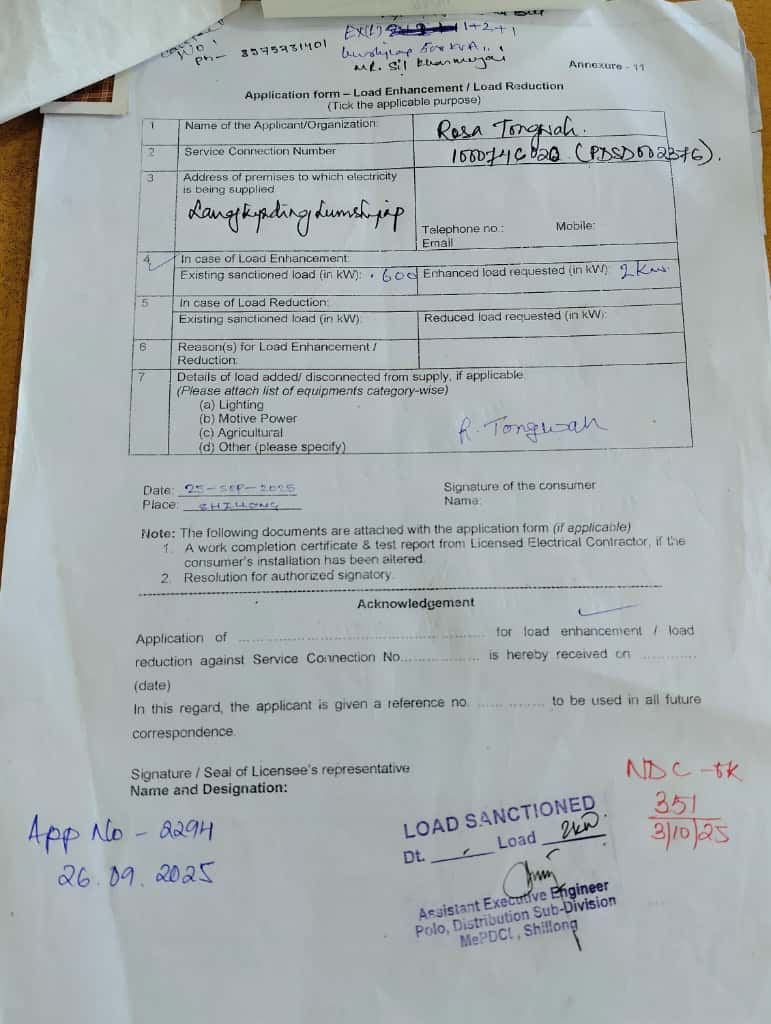 1+2+1
Ph-
500 KVA
Mr. Sil
Annexure - 11
Application form – Load Enhancement / Load Reduction
(Tick the applicable purpose)
1 Name of the Applicant/Organization: Rosa Tongwah.
2 Service Connection Number
3 Address of premises to which electricity
is being supplied
Telephone no.: Mobile:
Email
4 In case of Load Enhancement:
Existing sanctioned load (in kW): .600 Enhanced load requested (in kW): 2kw.
5 In case of Load Reduction:
Existing sanctioned load (in kW): Reduced load requested (in kW):
6 Reason(s) for Load Enhancement /
Reduction:
7 Details of load added/ disconnected from supply, if applicable.
(Please attach list of equipments category-wise)
(a) Lighting
(b) Motive Power
(c) Agricultural
(d) Other (please specify)
R. Tongwah
Date: 25-SEP-2025 Signature of the consumer
Place: SHILLONG Name:
Note: The following documents are attached with the application form (if applicable)
1. A work completion certificate & test report from Licensed Electrical Contractor, if the
consumer's installation has been altered.
2. Resolution for authorized signatory.
Acknowledgement
Application of ........................ for load enhancement / load
reduction against Service Connection No................. is hereby received on ............
(date)
In this regard, the applicant is given a reference no. ............... to be used in all future
correspondence.
Signature / Seal of Licensee's representative
Name and Designation:
NDC - OK
351
3/10/25
App No - 2294
26.09.2025
LOAD SANCTIONED
Dt. Load 2kW.
Assistant Executive Engineer
Polo, Distribution Sub-Division
MePDCL, Shillong